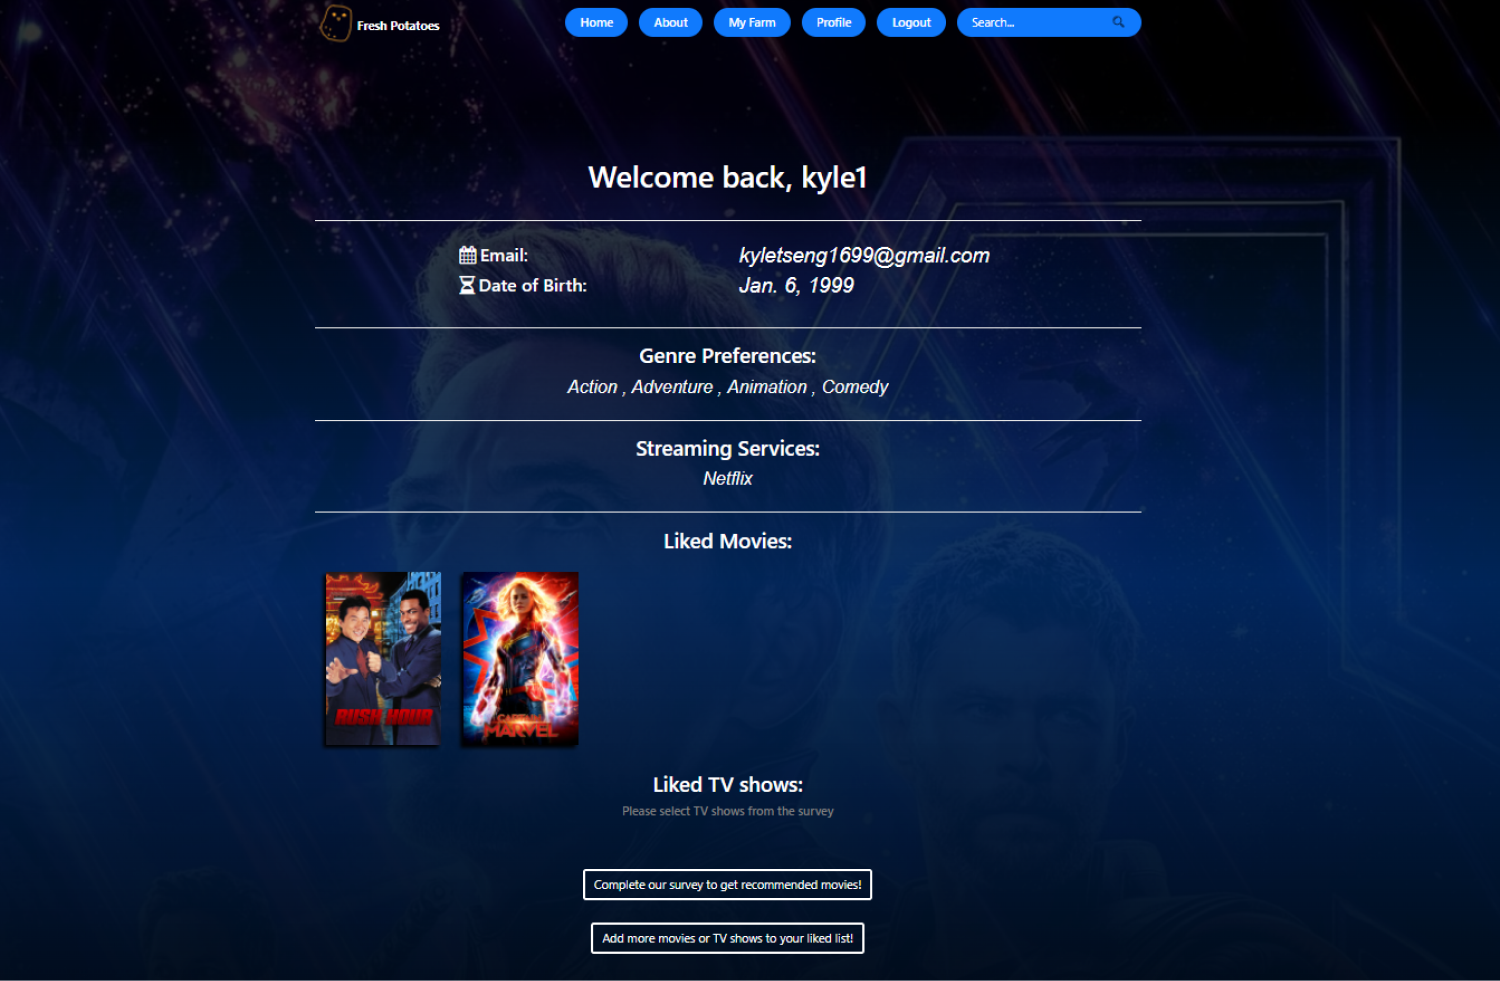 Fresh Potatoes
Home About My Farm Profile Logout Search...
Welcome back, kyle1
Email: kyletseng1699@gmail.com
Date of Birth: Jan. 6, 1999
Genre Preferences:
Action , Adventure , Animation , Comedy
Streaming Services:
Netflix
Liked Movies:
RUSH HOUR
CAPTAIN
MARVEL
Liked TV shows:
Please select TV shows from the survey
Complete our survey to get recommended movies!
Add more movies or TV shows to your liked list!